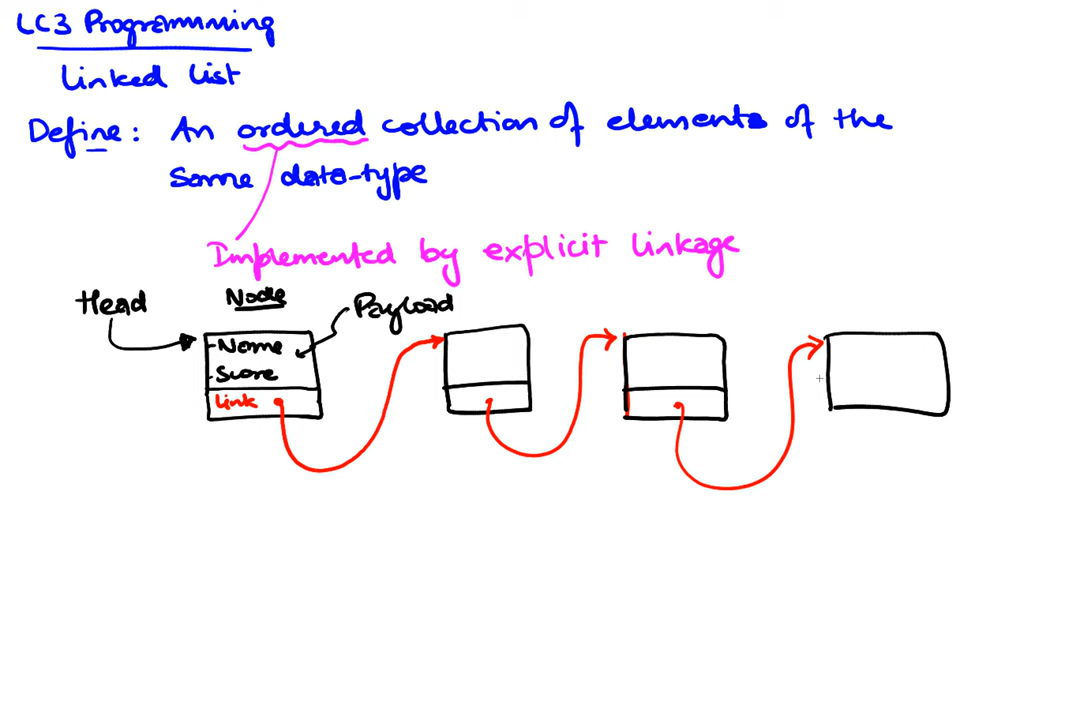 LC3 Programming
Linked List
Define: An ordered collection of elements of the
Same data-type
Implemented by explicit linkage
Head Node Payload
- Name
- Score
Link